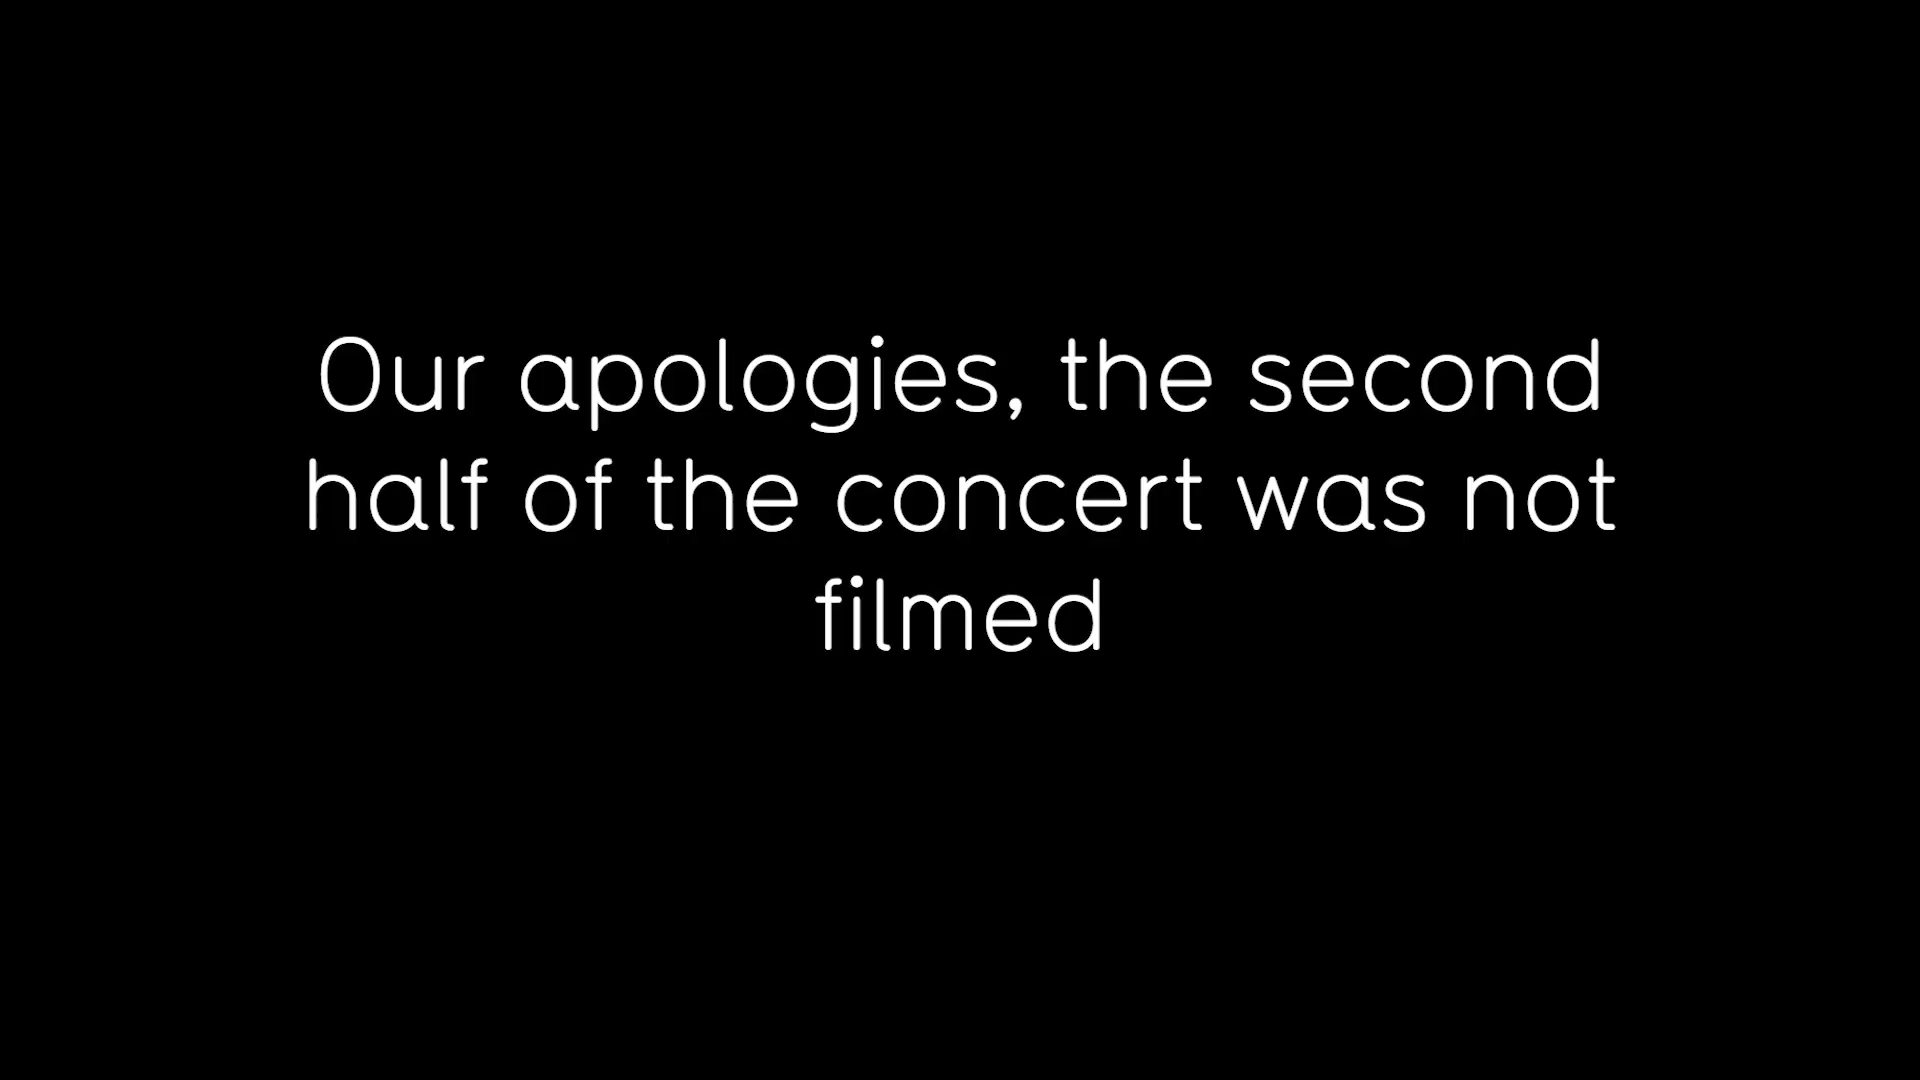 Our apologies, the second
half of the concert was not
filmed